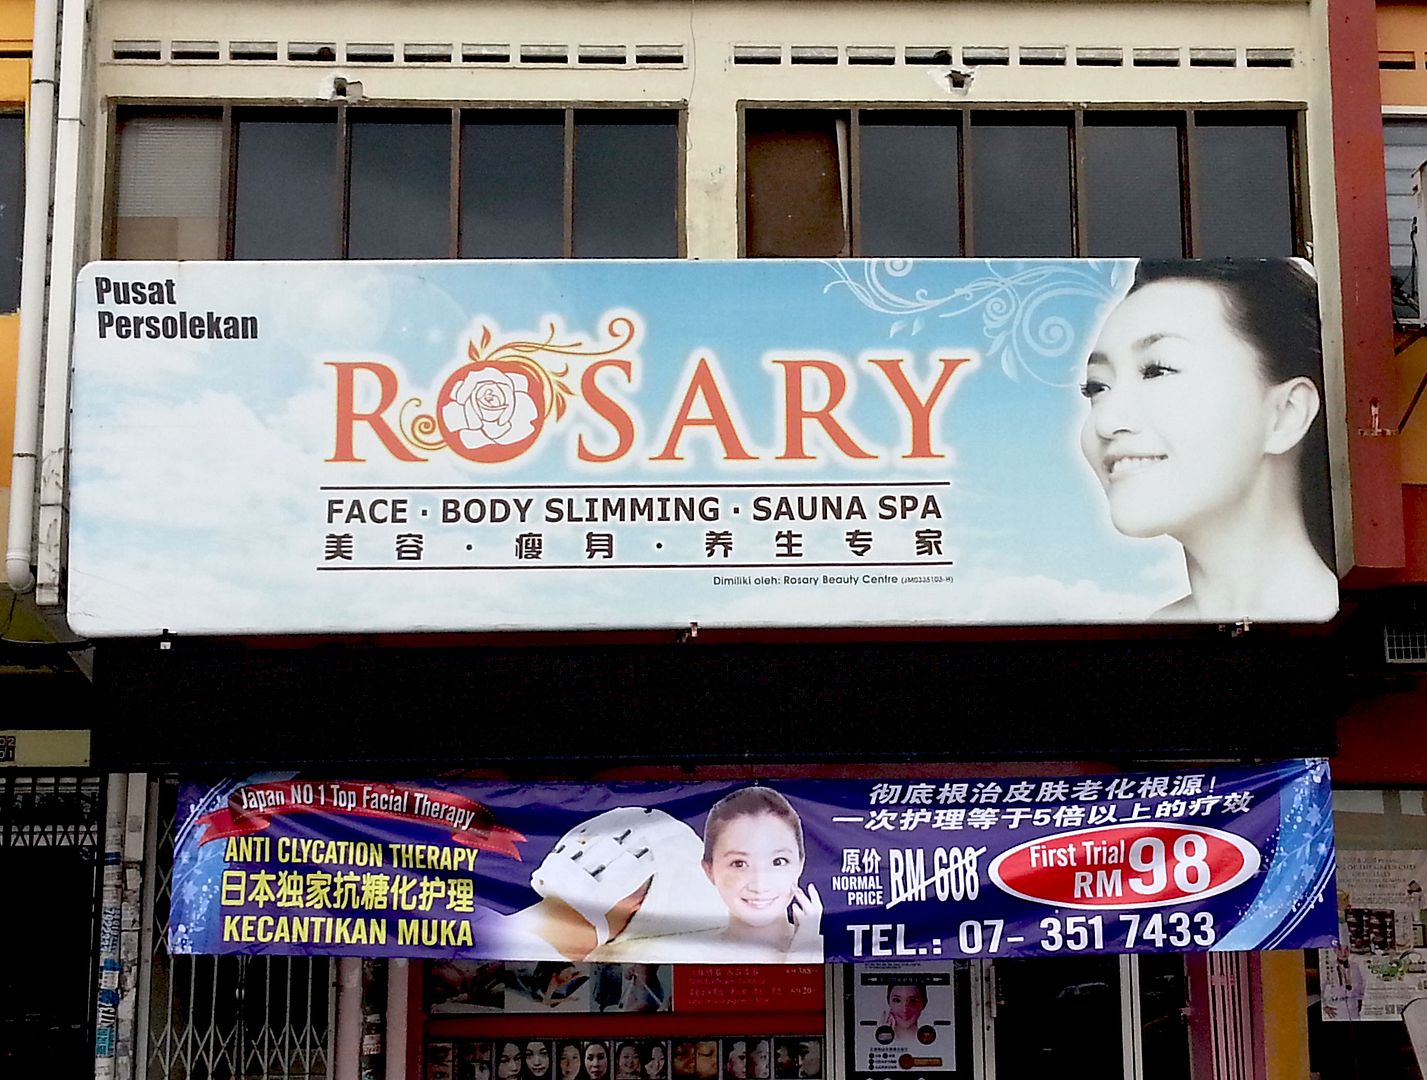 Pusat
Persolekan
ROSARY
FACE · BODY SLIMMING · SAUNA SPA
美容 · 瘦身 · 养生专家
Dimiliki oleh: Rosary Beauty Centre (JM0335103-H)
Japan NO 1 Top Facial Therapy
ANTI CLYCATION THERAPY
日本独家抗糖化护理
KECANTIKAN MUKA
彻底根治皮肤老化根源!
一次护理等于5倍以上的疗效
原价
NORMAL
PRICE
RM 608
First Trial
RM 98
TEL.: 07- 351 7433